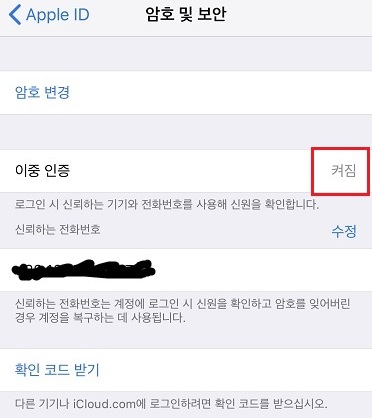 Apple ID
암호 및 보안
암호 변경
이중 인증
켜짐
로그인 시 신뢰하는 기기와 전화번호를 사용해 신원을 확인합니다.
신뢰하는 전화번호
수정
신뢰하는 전화번호는 계정에 로그인 시 신원을 확인하고 암호를 잊어버린
경우 계정을 복구하는 데 사용됩니다.
확인 코드 받기
다른 기기나 iCloud.com에 로그인하려면 확인 코드를 받으십시오.